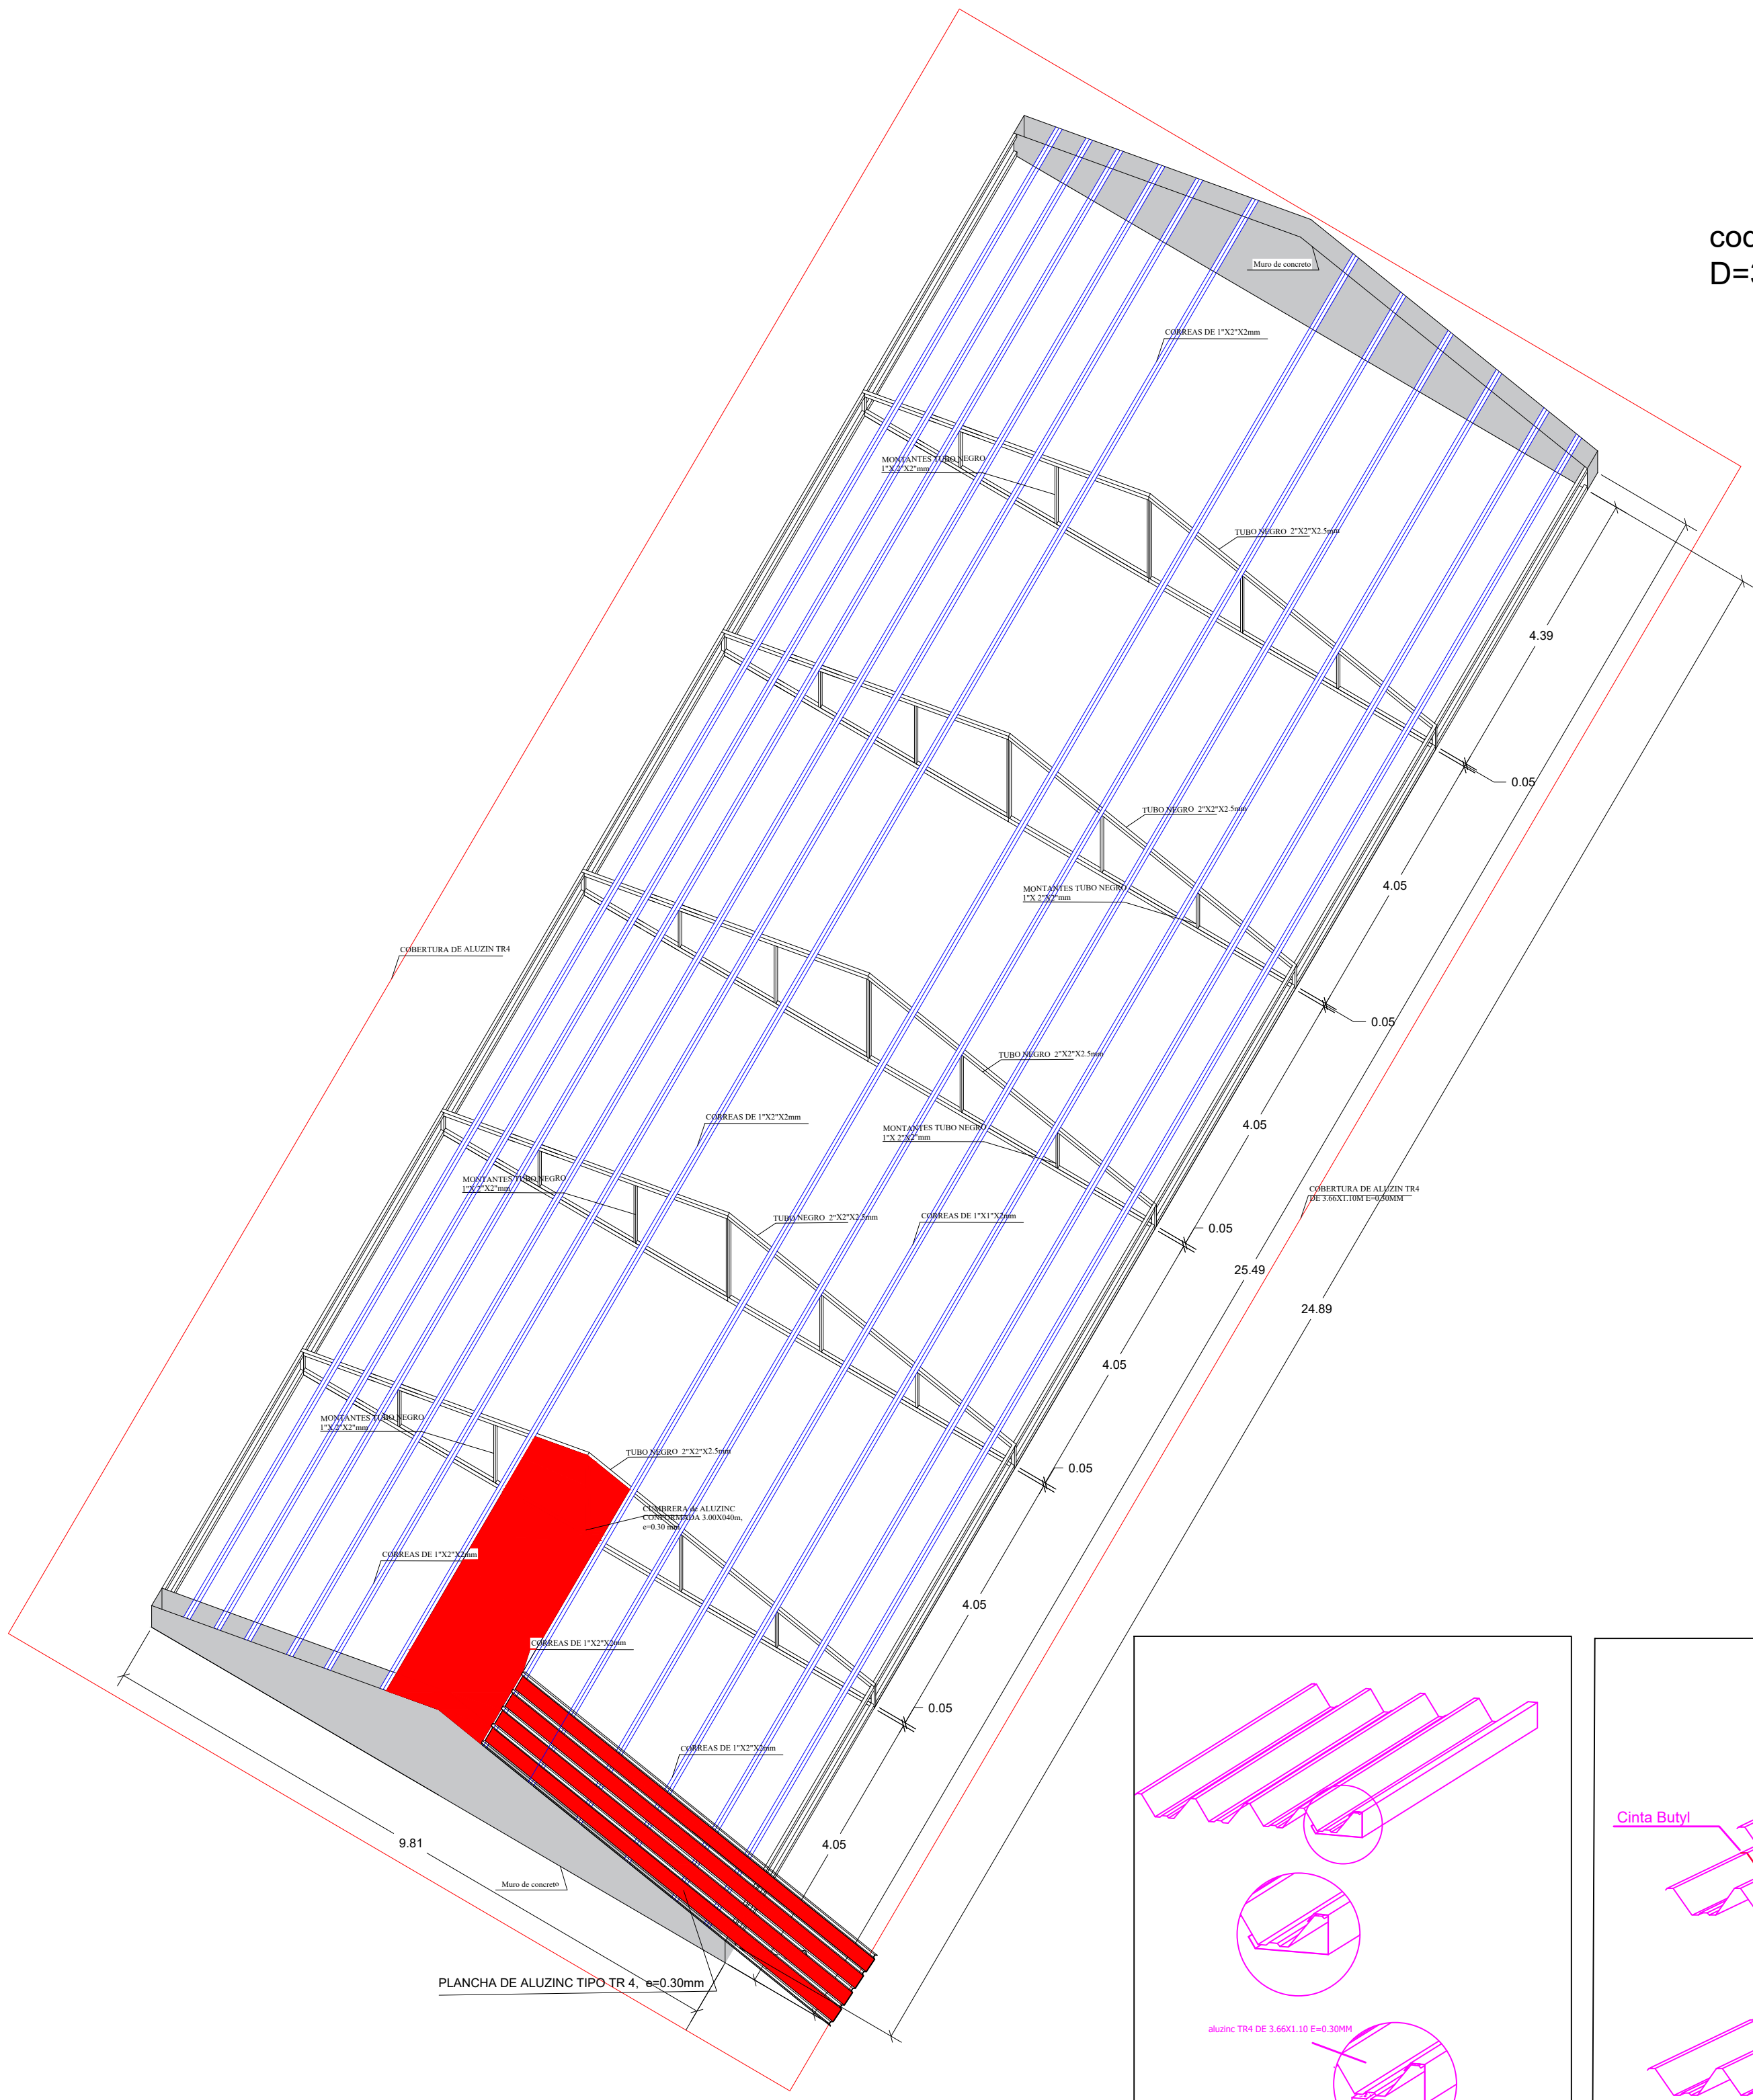 coc
D=3
Muro de concreto
CORREAS DE 1"X2"X2mm
MONTANTES TUBO NEGRO
1"X 2"X2"mm
TUBO NEGRO 2"X2"X2.5mm
4.39
0.05
TUBO NEGRO 2"X2"X2.5mm
4.05
MONTANTES TUBO NEGRO
1"X 2"X2"mm
COBERTURA DE ALUZIN TR4
0.05
TUBO NEGRO 2"X2"X2.5mm
CORREAS DE 1"X2"X2mm
4.05
MONTANTES TUBO NEGRO
1"X 2"X2"mm
MONTANTES TUBO NEGRO
1"X 2"X2"mm
COBERTURA DE ALUZIN TR4
DE 3.66X1.10M E=0.30MM
TUBO NEGRO 2"X2"X2.5mm
CORREAS DE 1"X1"X2mm
0.05
25.49
24.89
4.05
MONTANTES TUBO NEGRO
1"X 2"X2"mm
TUBO NEGRO 2"X2"X2.5mm
0.05
CUMBRERA de ALUZINC
CONFORMADA 3.00X040m,
e=0.30 mm
CORREAS DE 1"X2"X2mm
4.05
CORREAS DE 1"X2"X2mm
0.05
CORREAS DE 1"X2"X2mm
Cinta Butyl
9.81
4.05
Muro de concreto
PLANCHA DE ALUZINC TIPO TR 4, e=0.30mm
aluzinc TR4 DE 3.66X1.10 E=0.30MM